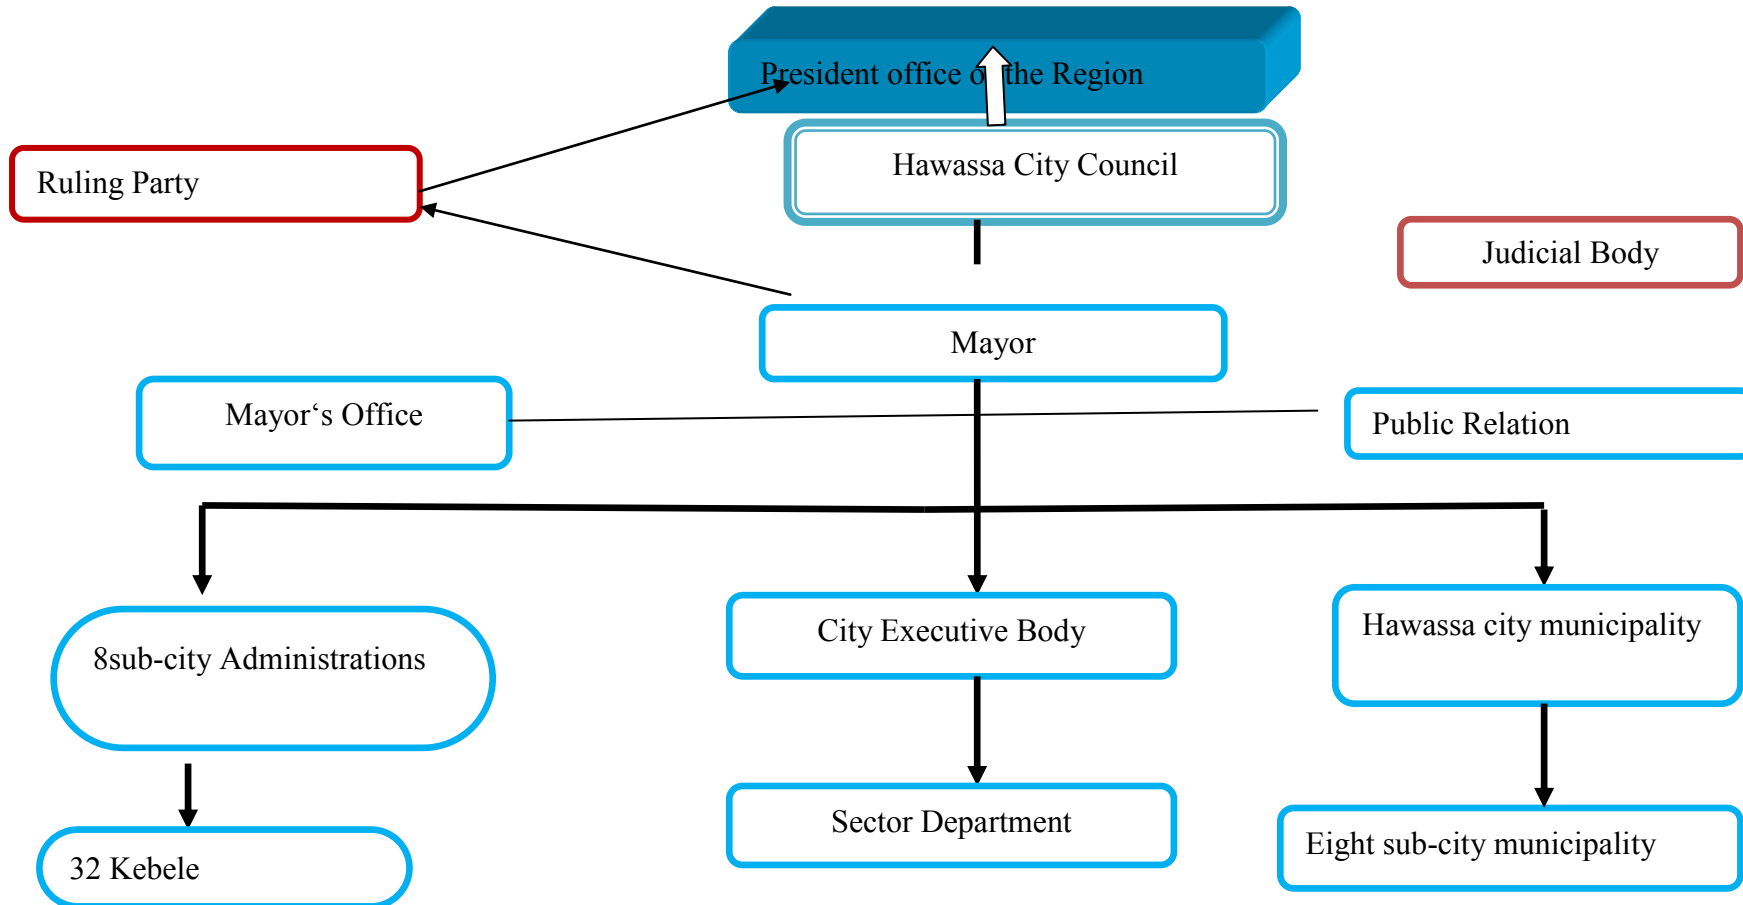 President office of the Region
Hawassa City Council
Ruling Party
Judicial Body
Mayor
Mayor‘s Office
Public Relation
8sub-city Administrations
City Executive Body
Hawassa city municipality
32 Kebele
Sector Department
Eight sub-city municipality